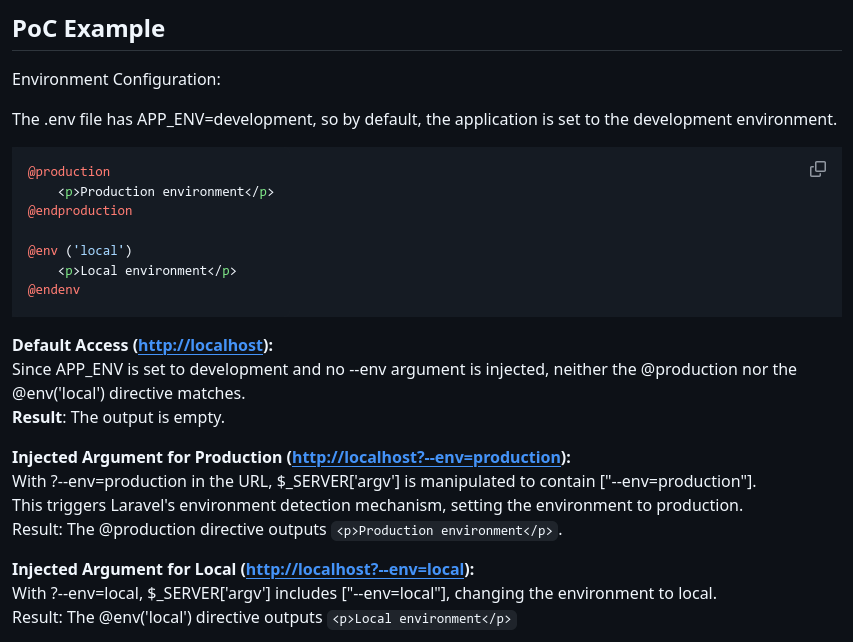 PoC Example
Environment Configuration:
The .env file has APP_ENV=development, so by default, the application is set to the development environment.
@production
    <p>Production environment</p>
@endproduction
@env ('local')
    <p>Local environment</p>
@endenv
Default Access (http://localhost):
Since APP_ENV is set to development and no --env argument is injected, neither the @production nor the
@env('local') directive matches.
Result: The output is empty.
Injected Argument for Production (http://localhost?--env=production):
With ?--env=production in the URL, $_SERVER['argv'] is manipulated to contain ["--env=production"].
This triggers Laravel's environment detection mechanism, setting the environment to production.
Result: The @production directive outputs <p>Production environment</p>.
Injected Argument for Local (http://localhost?--env=local):
With ?--env=local, $_SERVER['argv'] includes ["--env=local"], changing the environment to local.
Result: The @env('local') directive outputs <p>Local environment</p>